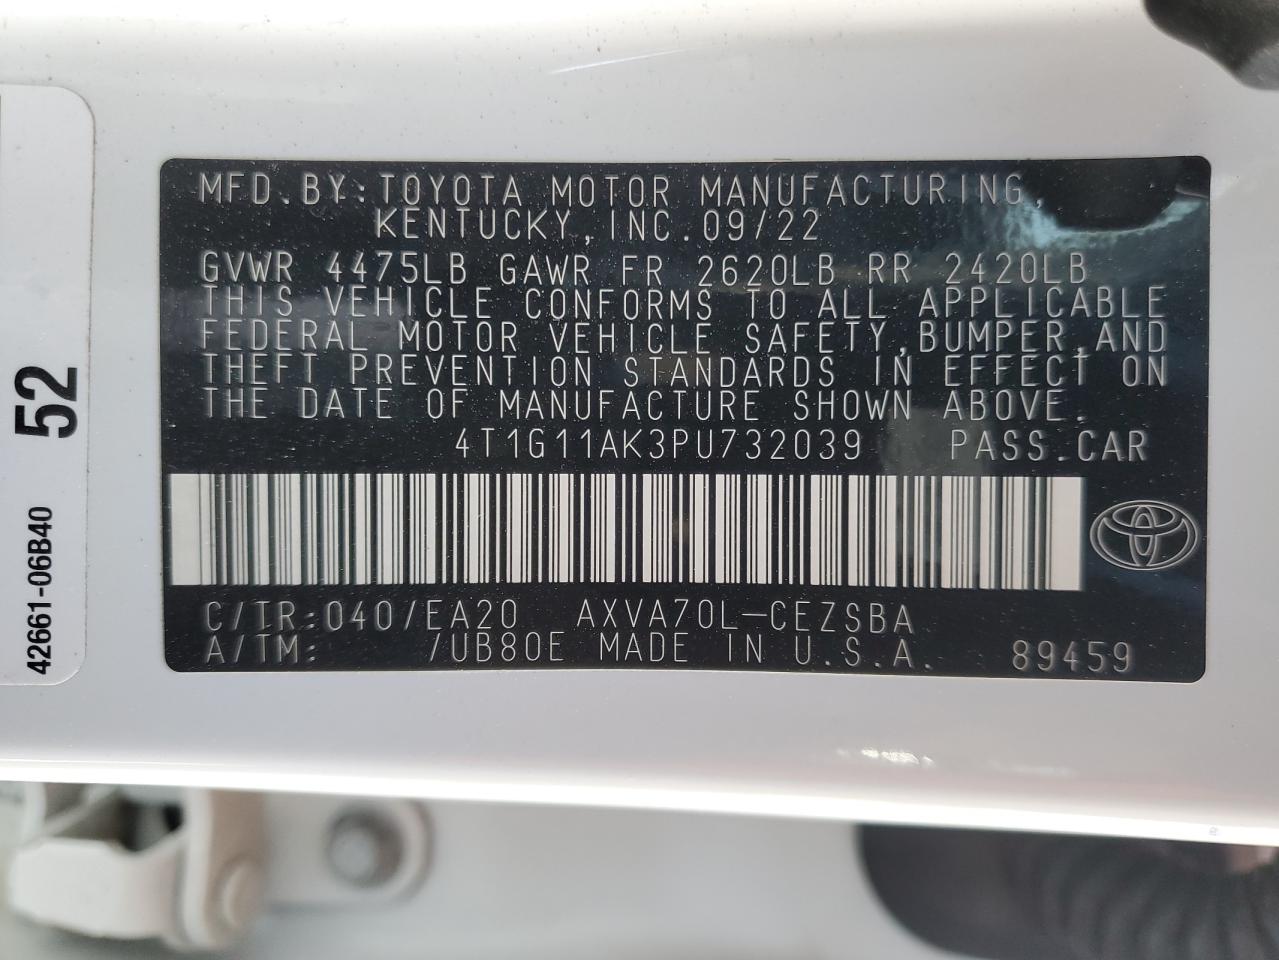 MFD.BY:TOYOTA MOTOR MANUFACTURING,
KENTUCKY,INC.09/22
GVWR 4475LB GAWR FR 2620LB RR 2420LB
THIS VEHICLE CONFORMS TO ALL APPLICABLE
FEDERAL MOTOR VEHICLE SAFETY,BUMPER,AND
THEFT PREVENTION STANDARDS IN EFFECT ON
THE DATE OF MANUFACTURE SHOWN ABOVE.
4T1G11AK3PU732039 PASS.CAR
C/TR:040/EA20 AXVA70L-CEZSBA
A/TM: /UB80E MADE IN U.S.A. 89459
42661-06B40 52